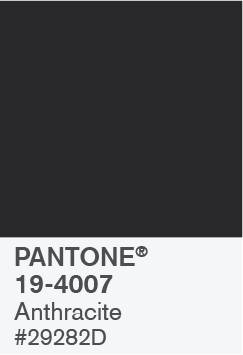 PANTONE®
19-4007
Anthracite
#29282D